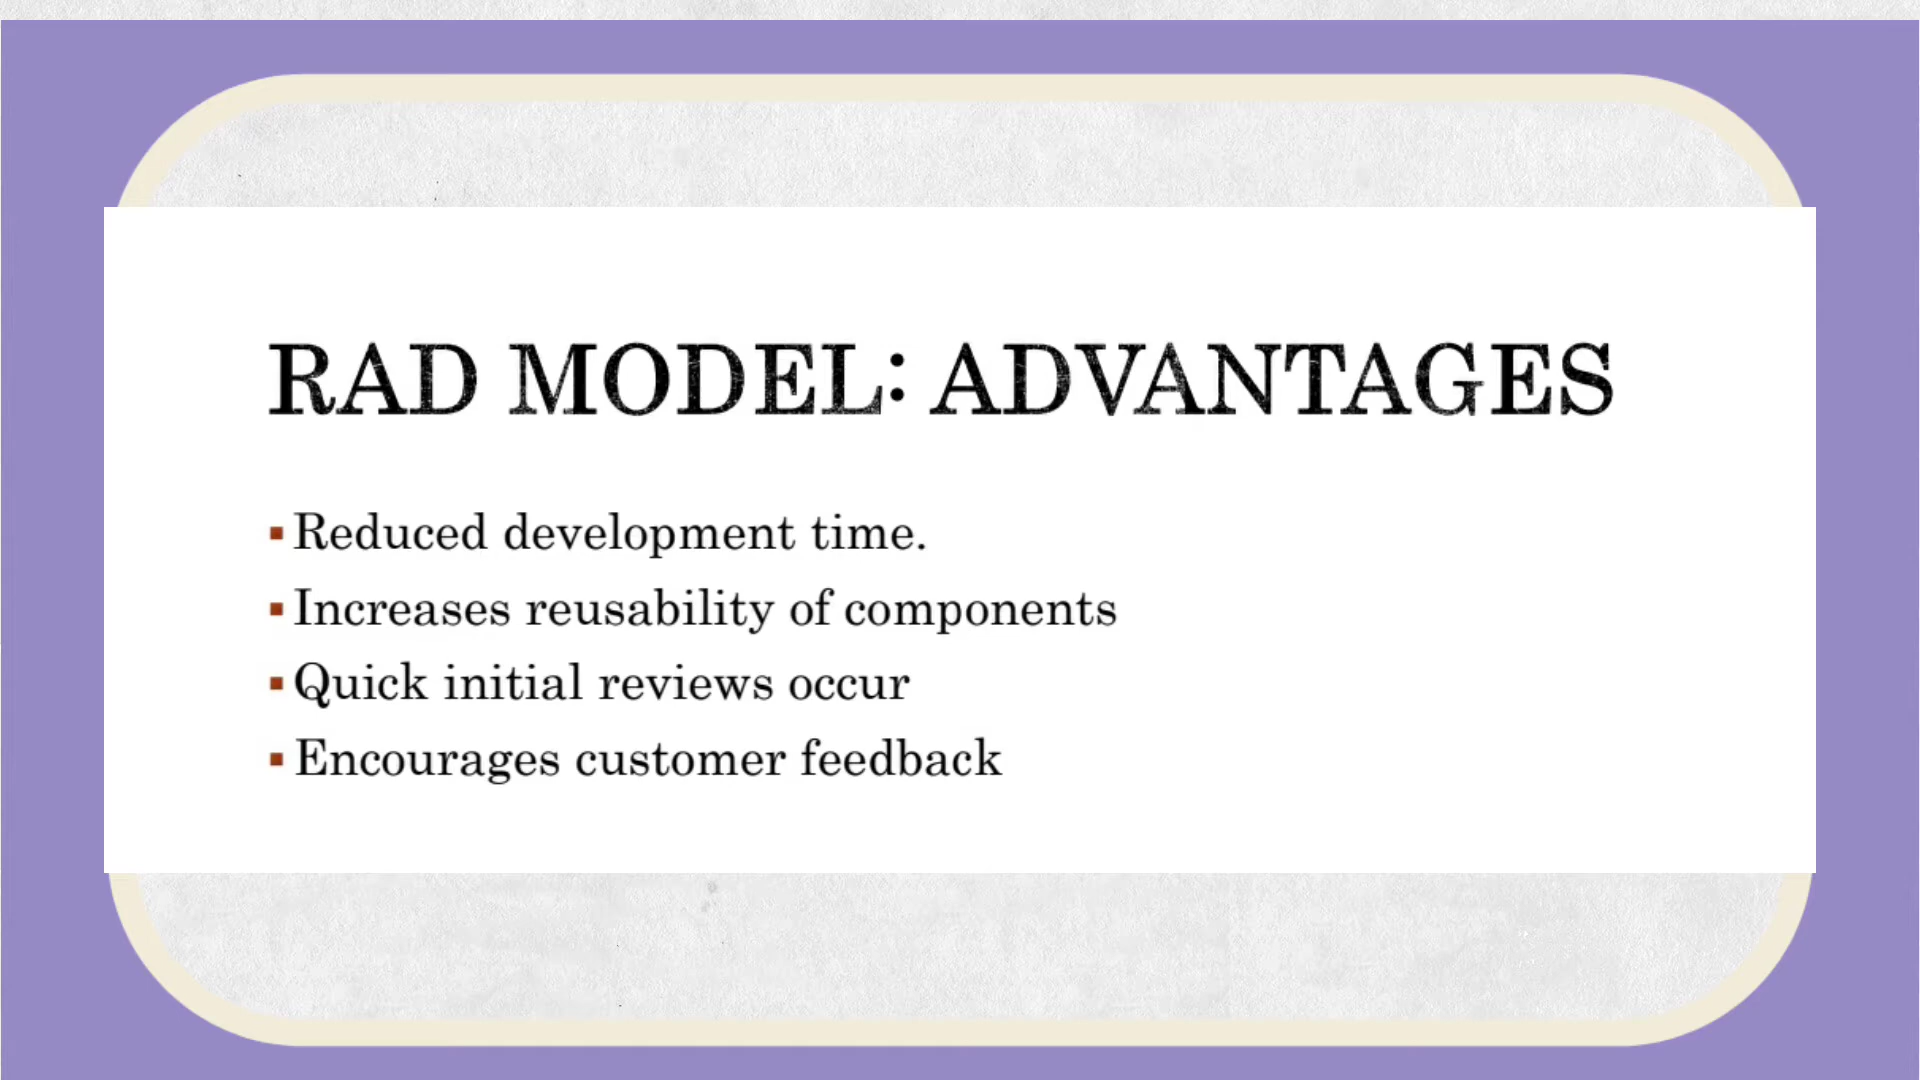 RAD MODEL: ADVANTAGES
▪Reduced development time.
▪Increases reusability of components
▪Quick initial reviews occur
▪Encourages customer feedback